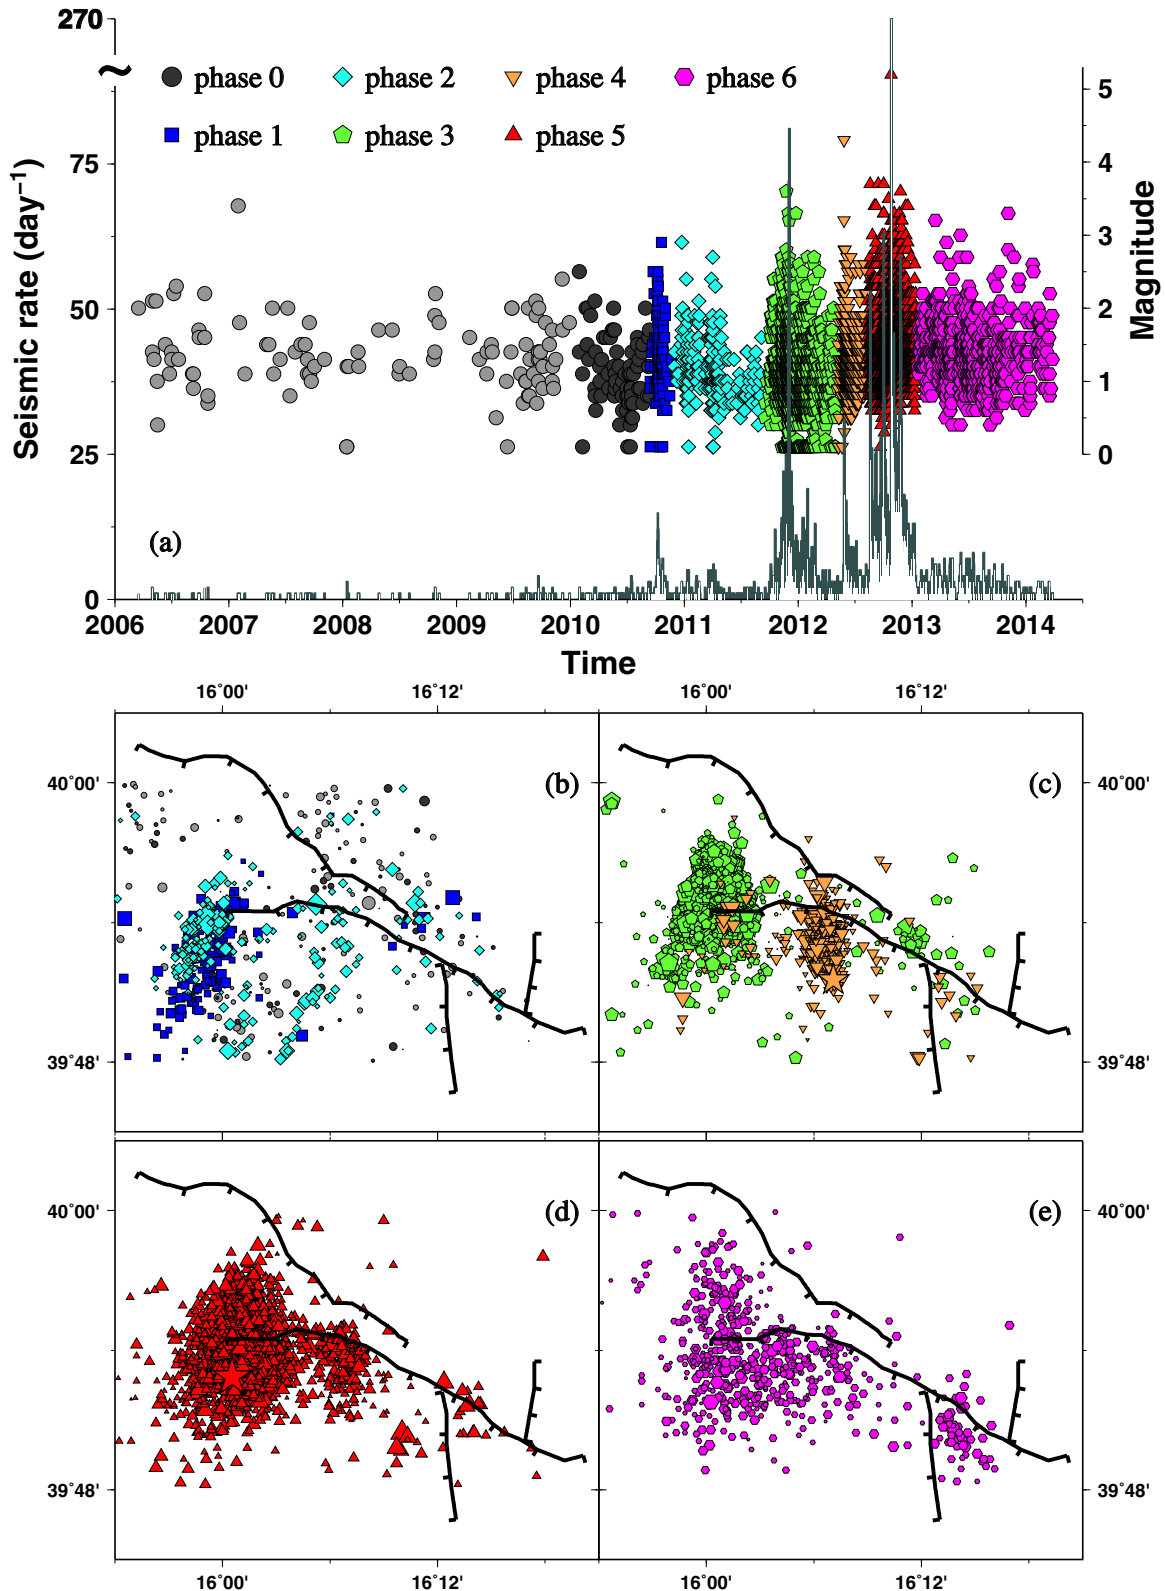 270
~
phase 0 phase 2 phase 4 phase 6
phase 1 phase 3 phase 5
75
50
25
0
Seismic rate (day⁻¹)
5
4
3
2
1
0
Magnitude
(a)
2006 2007 2008 2009 2010 2011 2012 2013 2014
Time
16°00' 16°12' 16°00' 16°12'
40°00' (b) (c) 40°00'
39°48' 39°48'
40°00' (d) (e) 40°00'
39°48' 39°48'
16°00' 16°12' 16°00' 16°12'